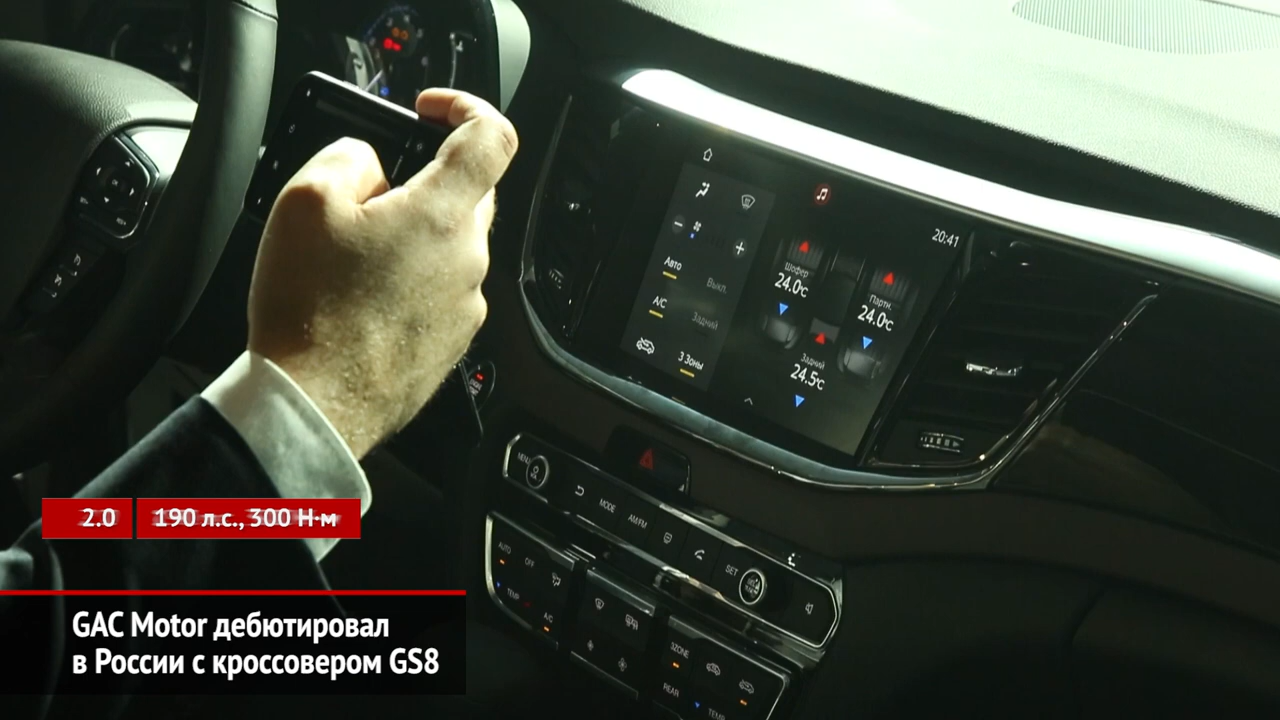 20:41
Авто
Выкл.
A/C
Задний
3 Зоны
Шофер
24.0°C
Партн.
24.0°C
Задний
24.5°C
MENU
MODE
AM/FM
SET
AUTO
OFF
TEMP
A/C
3ZONE
REAR
TEMP
2.0
190 л.с., 300 Н·м
GAC Motor дебютировал
в России с кроссовером GS8